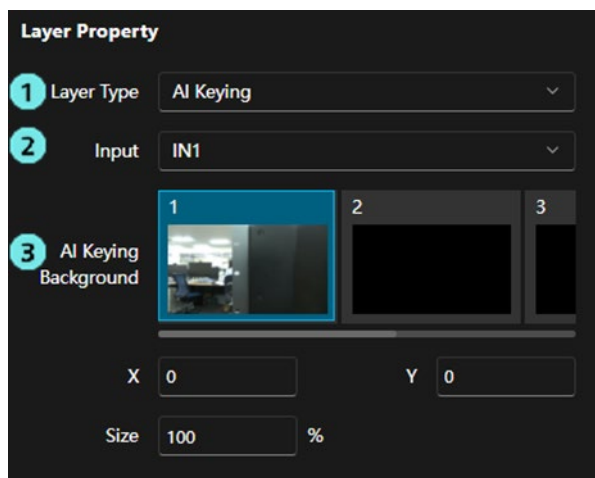 Layer Property
1 Layer Type AI Keying
2 Input IN1
1 2 3
3 AI Keying
Background
X 0 Y 0
Size 100 %